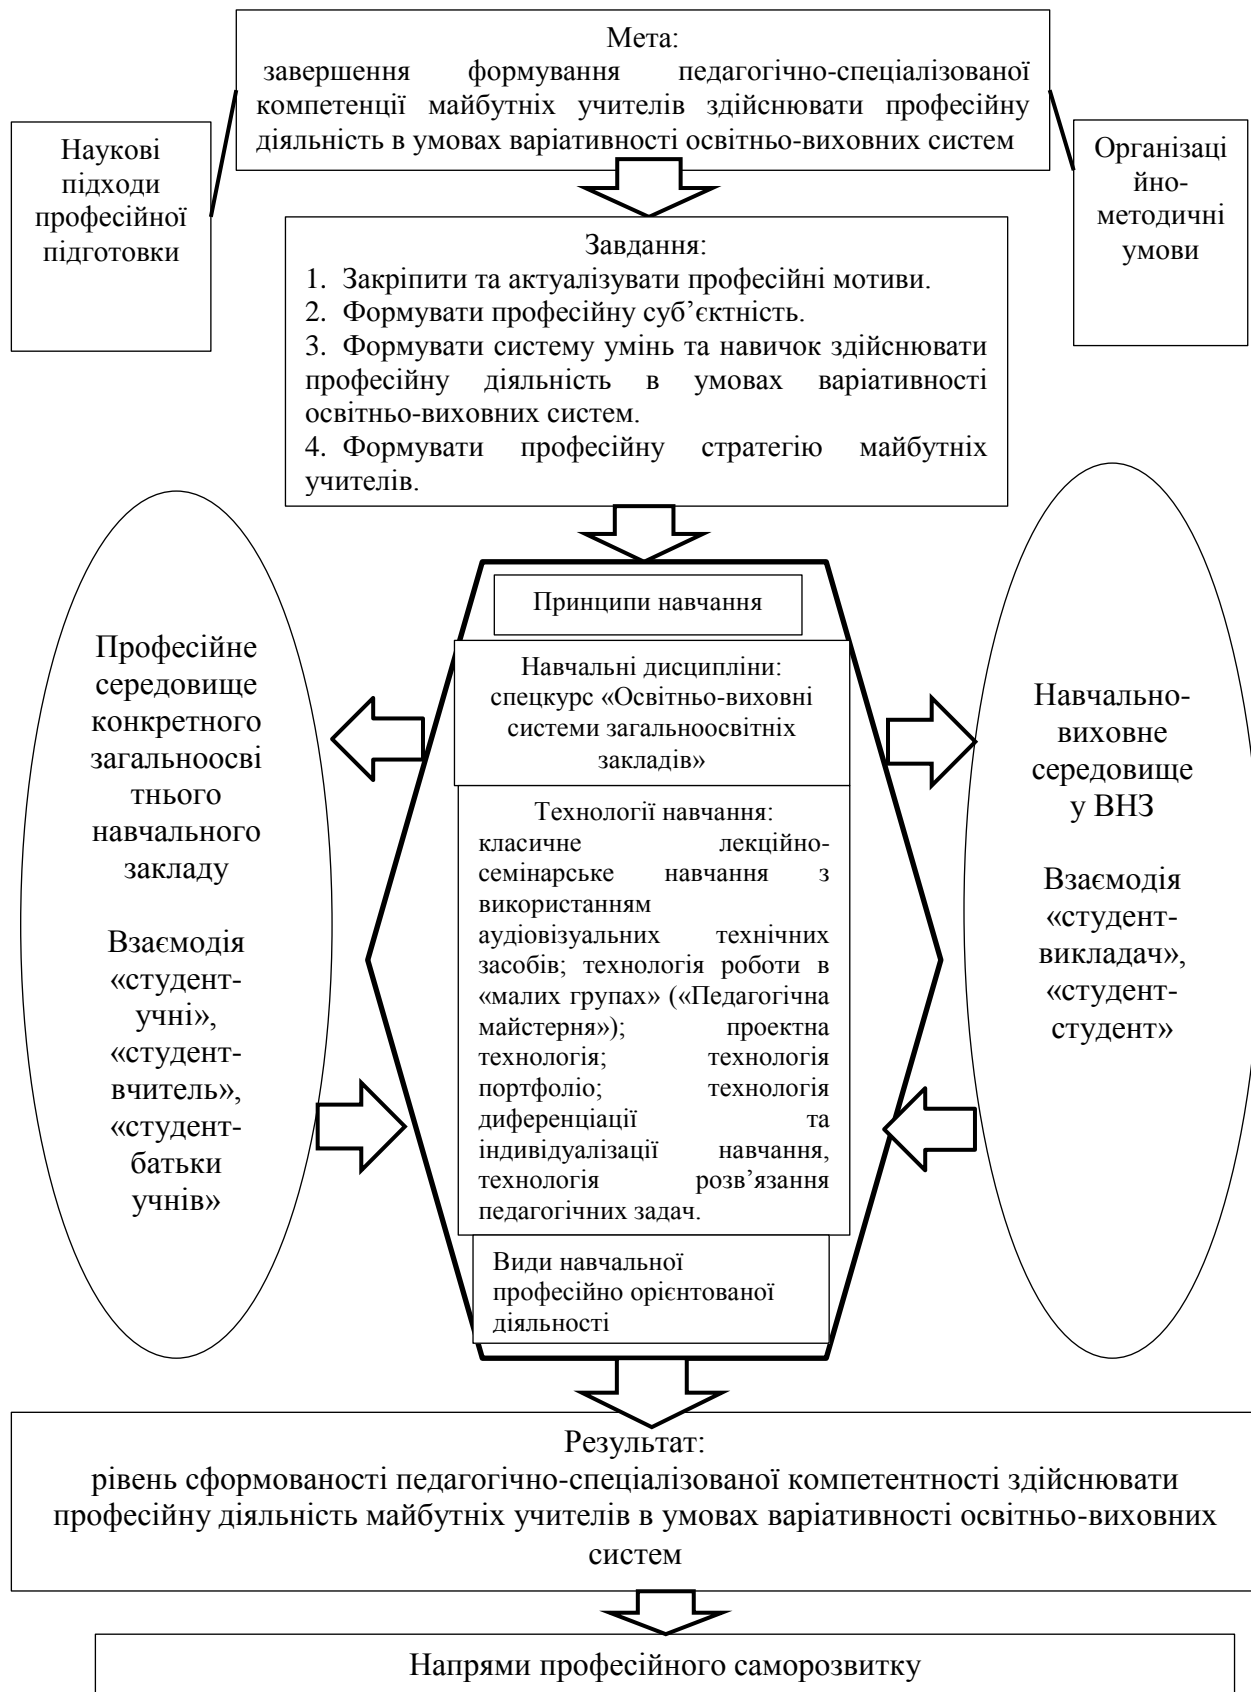 Мета:
завершення формування педагогічно-спеціалізованої
компетенції майбутніх учителів здійснювати професійну
діяльність в умовах варіативності освітньо-виховних систем
Наукові
підходи
професійної
підготовки
Організаці
йно-
методичні
умови
Завдання:
1. Закріпити та актуалізувати професійні мотиви.
2. Формувати професійну суб’єктність.
3. Формувати систему умінь та навичок здійснювати
професійну діяльність в умовах варіативності
освітньо-виховних систем.
4. Формувати професійну стратегію майбутніх
учителів.
Професійне
середовище
конкретного
загальноосві
тнього
навчального
закладу
Взаємодія
«студент-
учні»,
«студент-
вчитель»,
«студент-
батьки
учнів»
Принципи навчання
Навчальні дисципліни:
спецкурс «Освітньо-виховні
системи загальноосвітніх
закладів»
Технології навчання:
класичне лекційно-
семінарське навчання з
використанням
аудіовізуальних технічних
засобів; технологія роботи в
«малих групах» («Педагогічна
майстерня»); проектна
технологія; технологія
портфоліо; технологія
диференціації та
індивідуалізації навчання,
технологія розв’язання
педагогічних задач.
Види навчальної
професійно орієнтованої
діяльності
Навчально-
виховне
середовище
у ВНЗ
Взаємодія
«студент-
викладач»,
«студент-
студент»
Результат:
рівень сформованості педагогічно-спеціалізованої компетентності здійснювати
професійну діяльність майбутніх учителів в умовах варіативності освітньо-виховних
систем
Напрями професійного саморозвитку